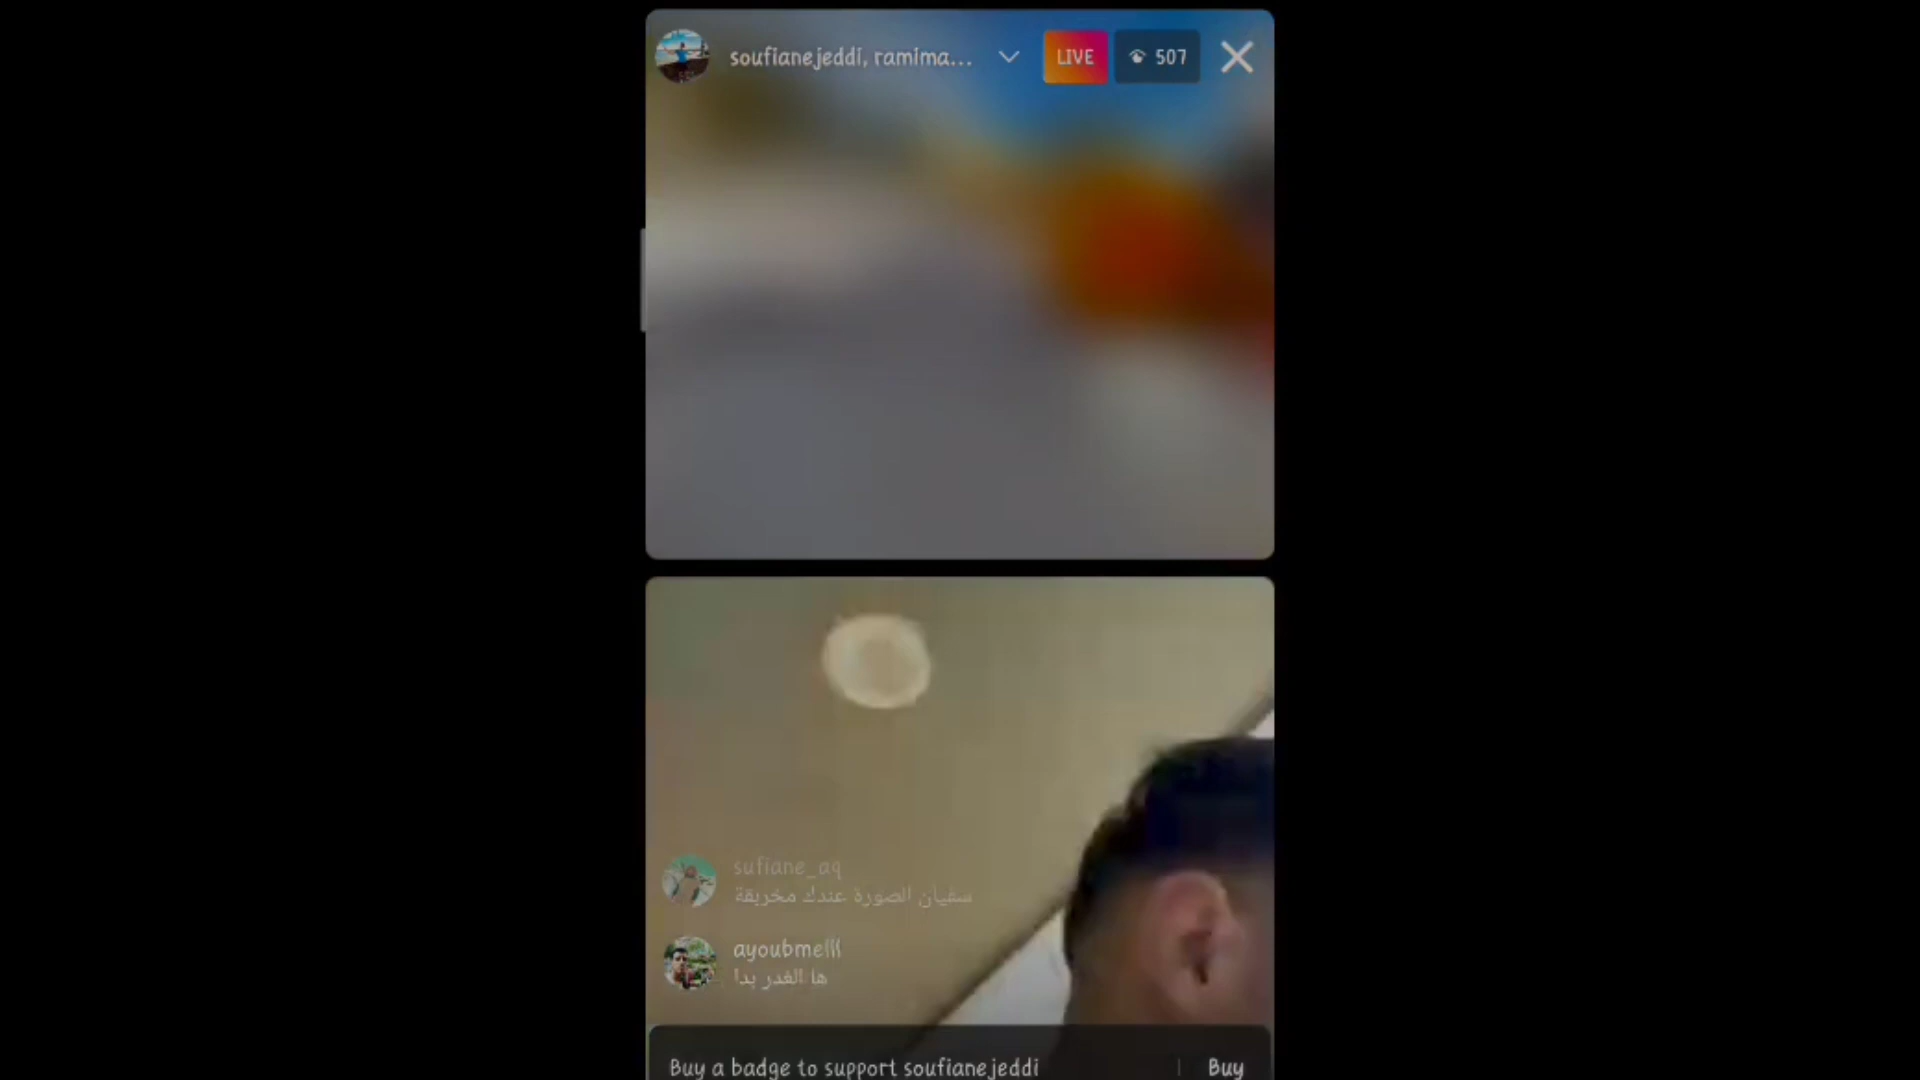 soufianejeddi, ramima...
LIVE
507
sufiane_aq
سفيان الصورة عندك مخربقة
ayoubmelll
ها الغدر بدا
Buy a badge to support soufianejeddi
Buy